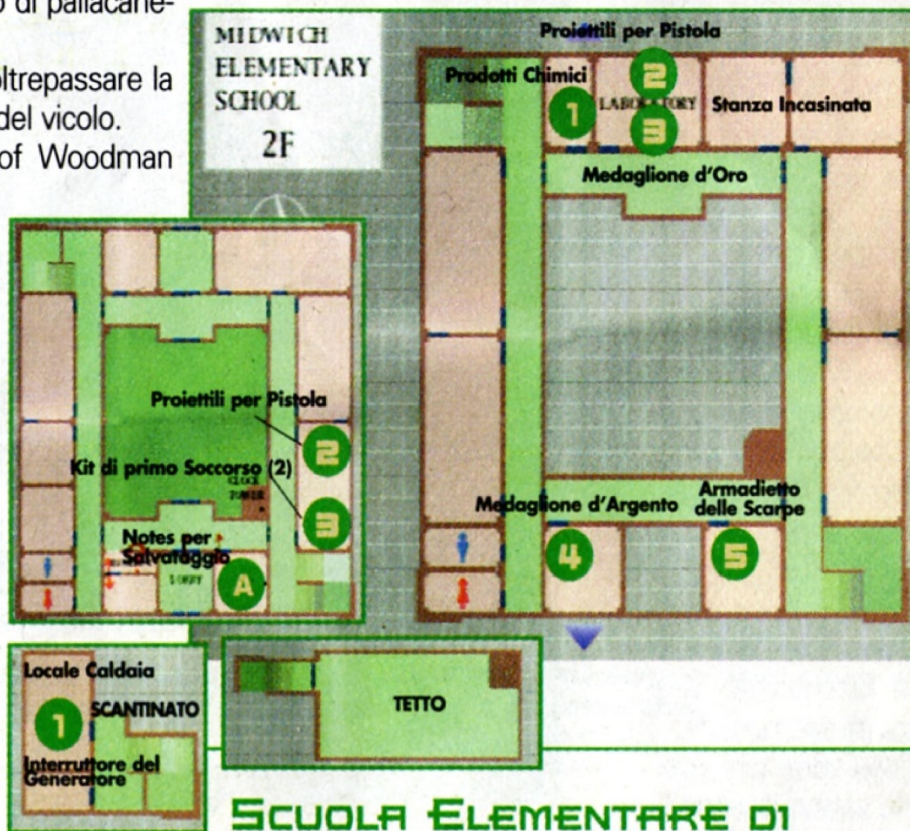 o di pallacane-
oltrepassare la
del vicolo.
of Woodman
MIDWICH
ELEMENTARY
SCHOOL
2F
Proiettili per Pistola
Prodotti Chimici
1
2
LABORATORY
3
Stanza Incasinata
Medaglione d'Oro
Medaglione d'Argento
4
Armadietto
delle Scarpe
5
Proiettili per Pistola
2
Kit di primo Soccorso (2)
3
CLOCK
TOWER
Notes per
Salvataggio
LOBBY
A
Locale Caldaia
1
SCANTINATO
Interruttore del
Generatore
TETTO
SCUOLA ELEMENTARE DI